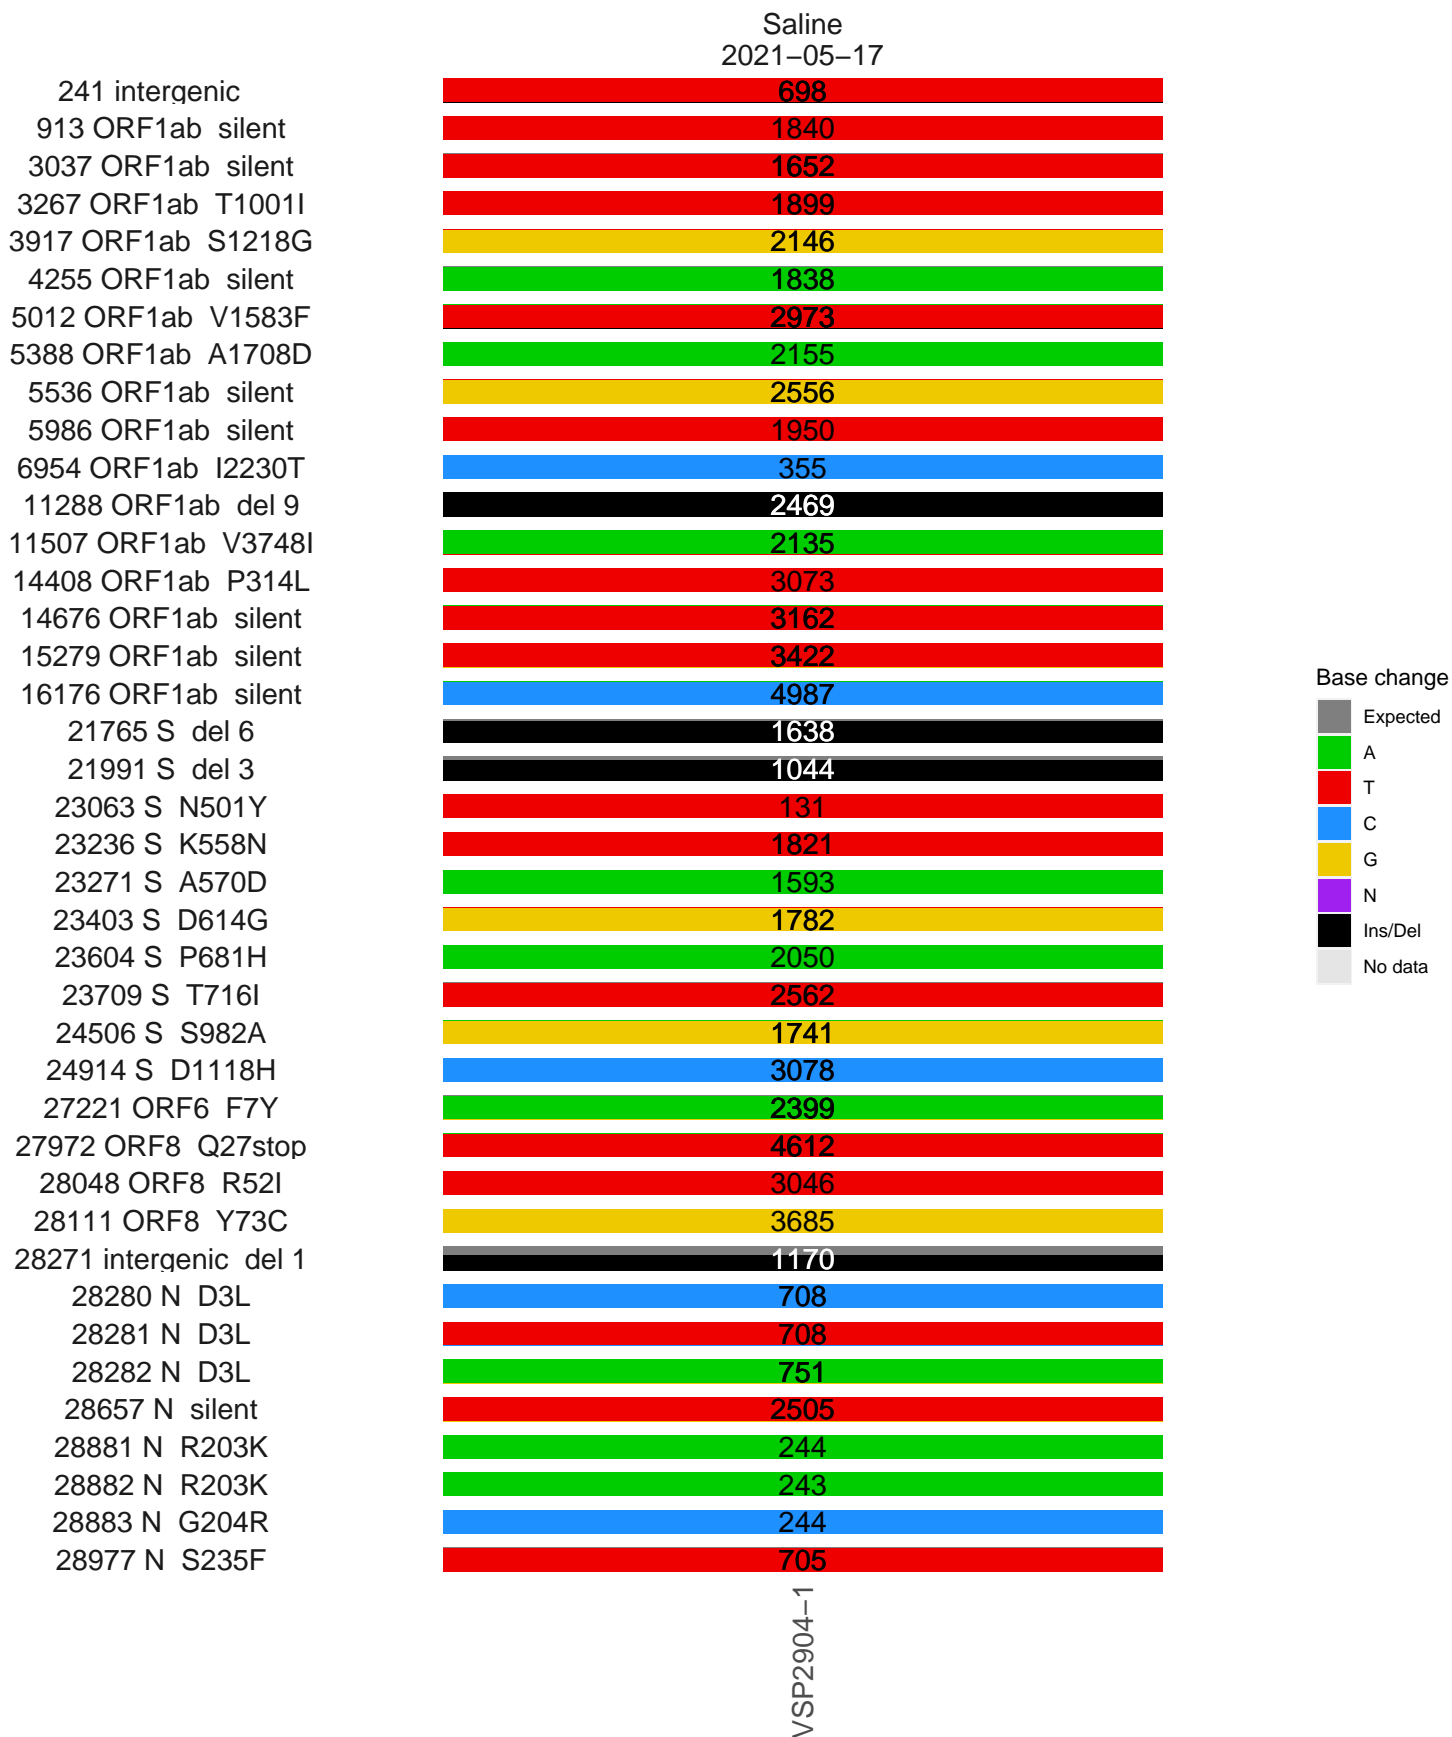 Saline
2021−05−17
241 intergenic 698
913 ORF1ab silent 1840
3037 ORF1ab silent 1652
3267 ORF1ab T1001I 1899
3917 ORF1ab S1218G 2146
4255 ORF1ab silent 1838
5012 ORF1ab V1583F 2973
5388 ORF1ab A1708D 2155
5536 ORF1ab silent 2556
5986 ORF1ab silent 1950
6954 ORF1ab I2230T 355
11288 ORF1ab del 9 2469
11507 ORF1ab V3748I 2135
14408 ORF1ab P314L 3073
14676 ORF1ab silent 3162
15279 ORF1ab silent 3422
16176 ORF1ab silent 4987
21765 S del 6 1638
21991 S del 3 1044
23063 S N501Y 131
23236 S K558N 1821
23271 S A570D 1593
23403 S D614G 1782
23604 S P681H 2050
23709 S T716I 2562
24506 S S982A 1741
24914 S D1118H 3078
27221 ORF6 F7Y 2399
27972 ORF8 Q27stop 4612
28048 ORF8 R52I 3046
28111 ORF8 Y73C 3685
28271 intergenic del 1 1170
28280 N D3L 708
28281 N D3L 708
28282 N D3L 751
28657 N silent 2505
28881 N R203K 244
28882 N R203K 243
28883 N G204R 244
28977 N S235F 705
VSP2904−1
Base change
Expected
A
T
C
G
N
Ins/Del
No data